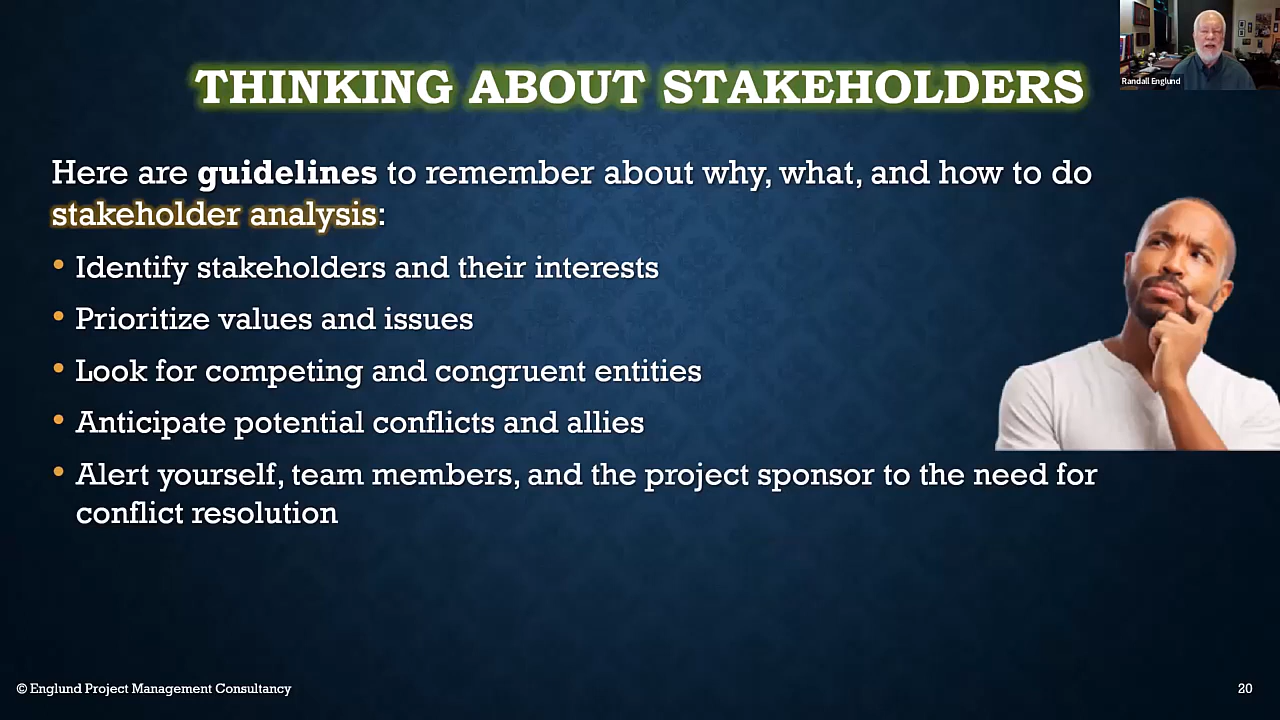 THINKING ABOUT STAKEHOLDERS
Randall Englund
Here are guidelines to remember about why, what, and how to do
stakeholder analysis:
• Identify stakeholders and their interests
• Prioritize values and issues
• Look for competing and congruent entities
• Anticipate potential conflicts and allies
• Alert yourself, team members, and the project sponsor to the need for
conflict resolution
© Englund Project Management Consultancy
20